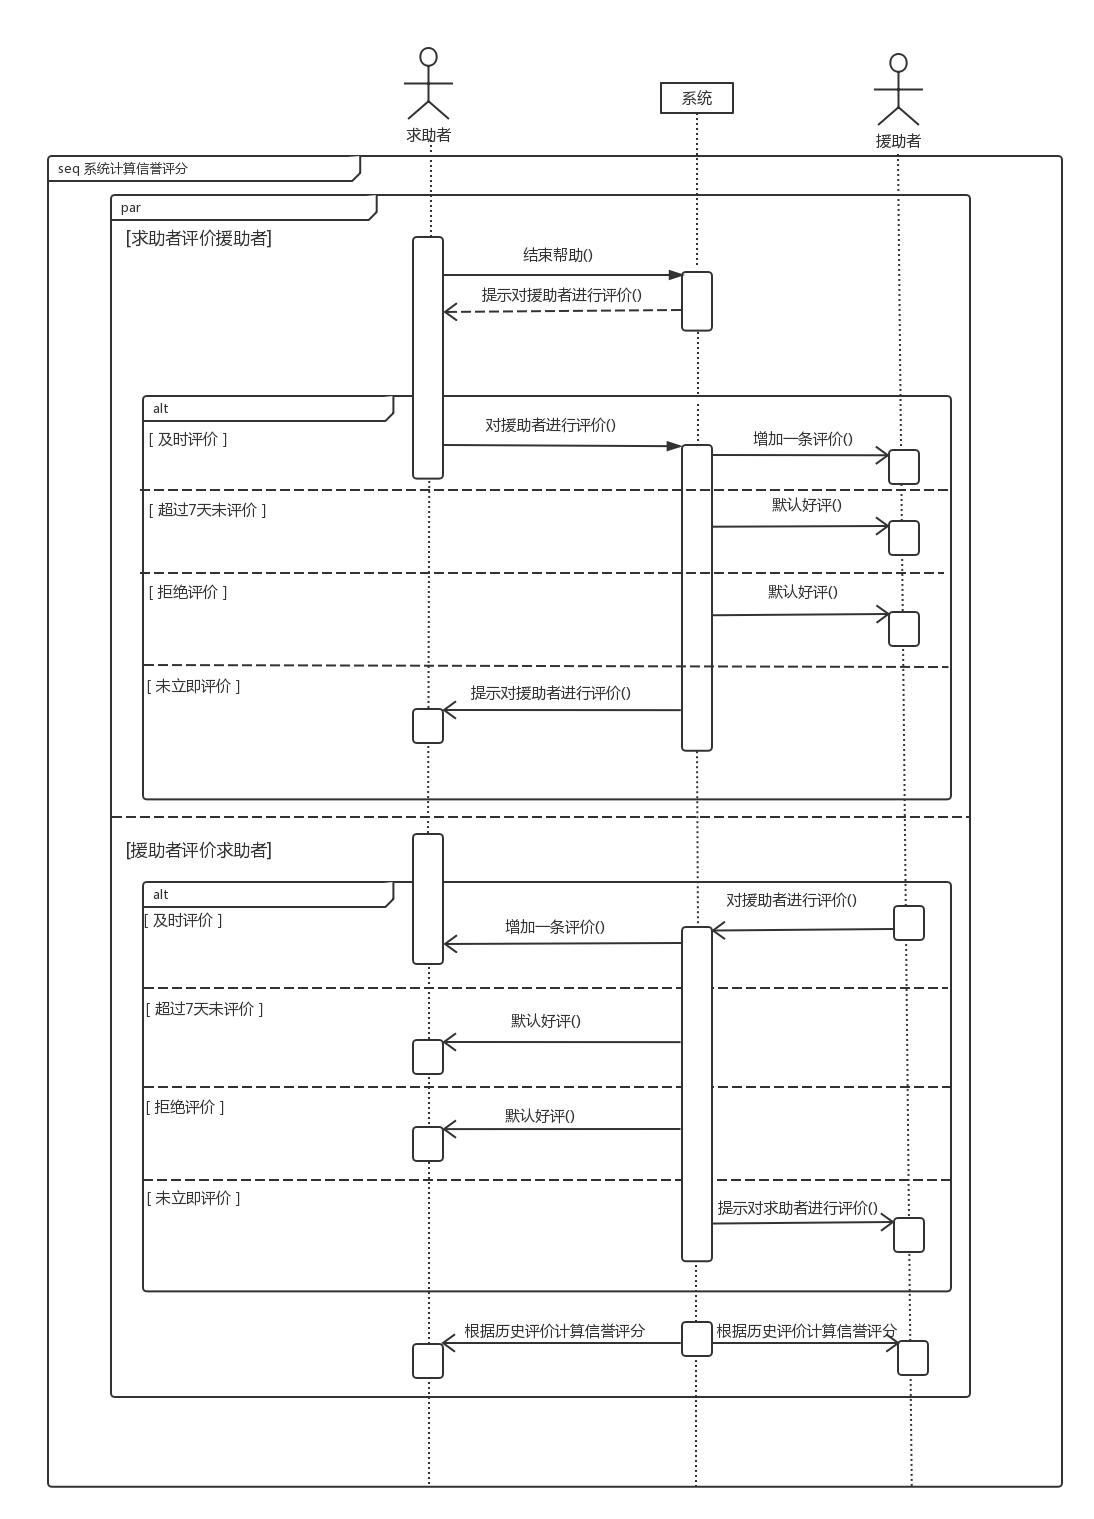 求助者
系统
援助者
seq 系统计算信誉评分
par
[求助者评价援助者]
结束帮助()
提示对援助者进行评价()
alt
[ 及时评价 ]
对援助者进行评价()
增加一条评价()
[ 超过7天未评价 ]
默认好评()
[ 拒绝评价 ]
默认好评()
[ 未立即评价 ]
提示对援助者进行评价()
[援助者评价求助者]
alt
[ 及时评价 ]
对援助者进行评价()
增加一条评价()
[ 超过7天未评价 ]
默认好评()
[ 拒绝评价 ]
默认好评()
[ 未立即评价 ]
提示对求助者进行评价()
根据历史评价计算信誉评分
根据历史评价计算信誉评分